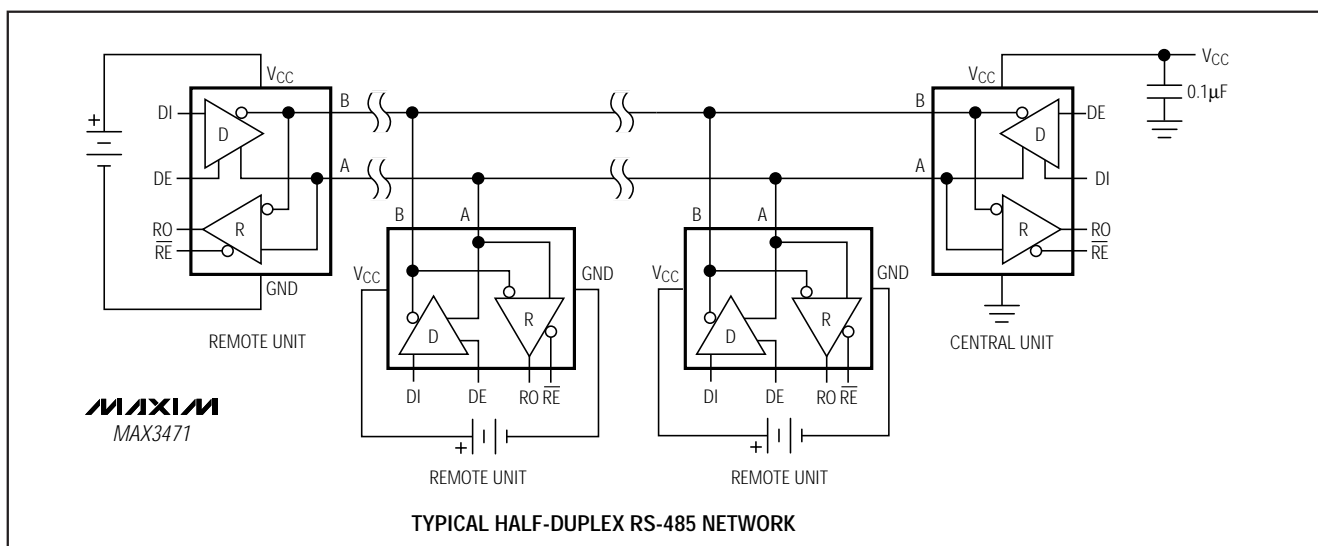 VCC
VCC
VCC
0.1µF
DI
D
B
B
D
DE
DE
A
A
DI
RO
R
RE
B
A
B
A
R
RO
RE
GND
VCC
GND
VCC
GND
REMOTE UNIT
D
R
D
R
CENTRAL UNIT
DI
DE
RO
RE
DI
DE
RO
RE
MAXIM
MAX3471
+
+
+
REMOTE UNIT
REMOTE UNIT
TYPICAL HALF-DUPLEX RS-485 NETWORK